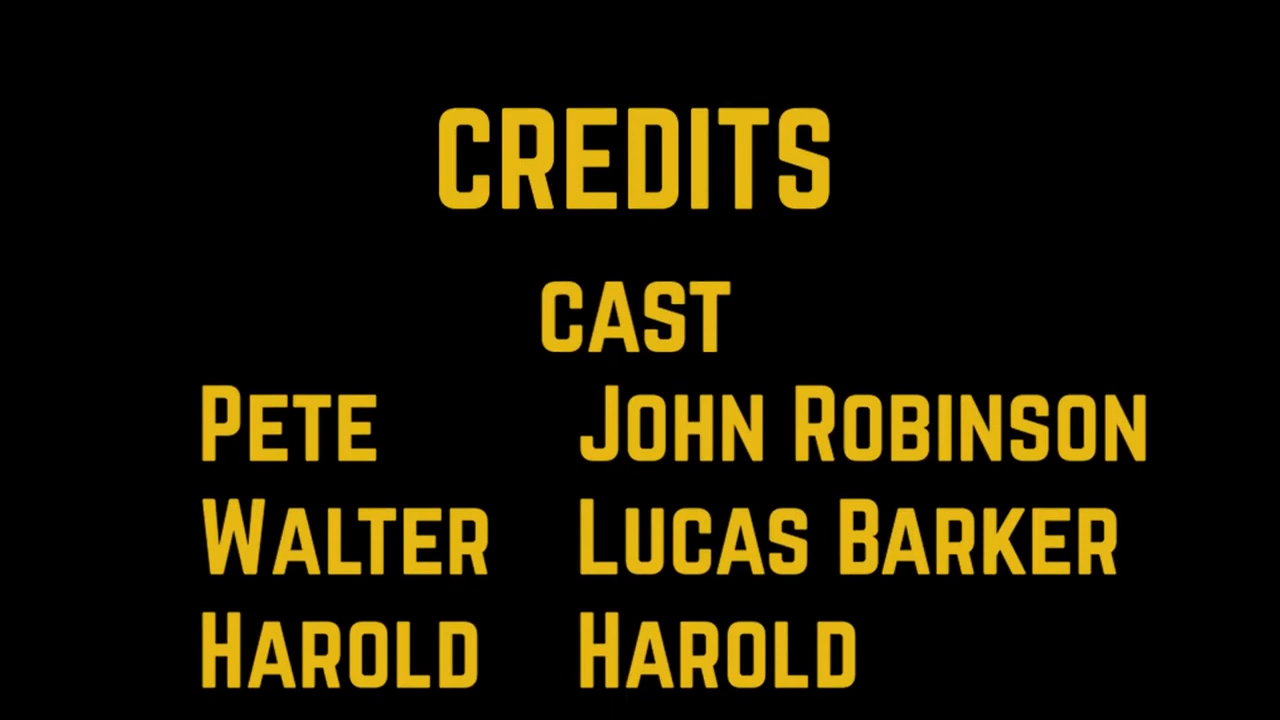 CREDITS
CAST
PETE JOHN ROBINSON
WALTER LUCAS BARKER
HAROLD HAROLD